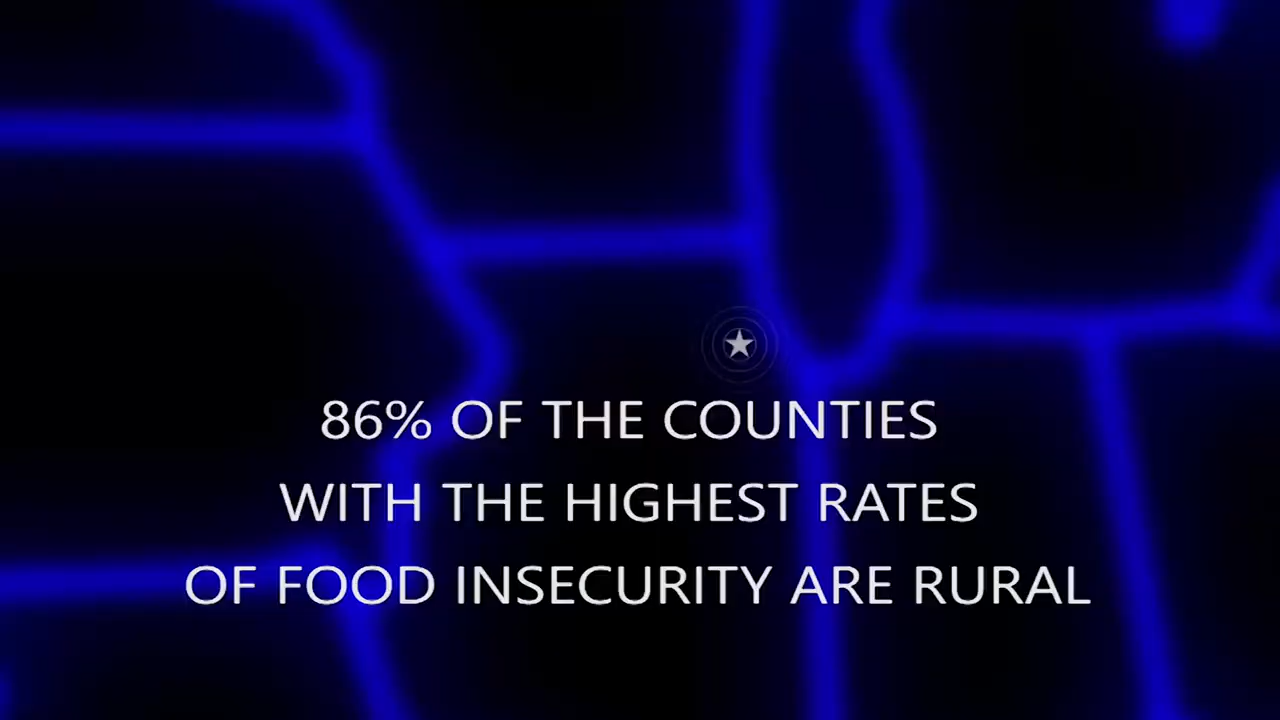 86% OF THE COUNTIES
WITH THE HIGHEST RATES
OF FOOD INSECURITY ARE RURAL